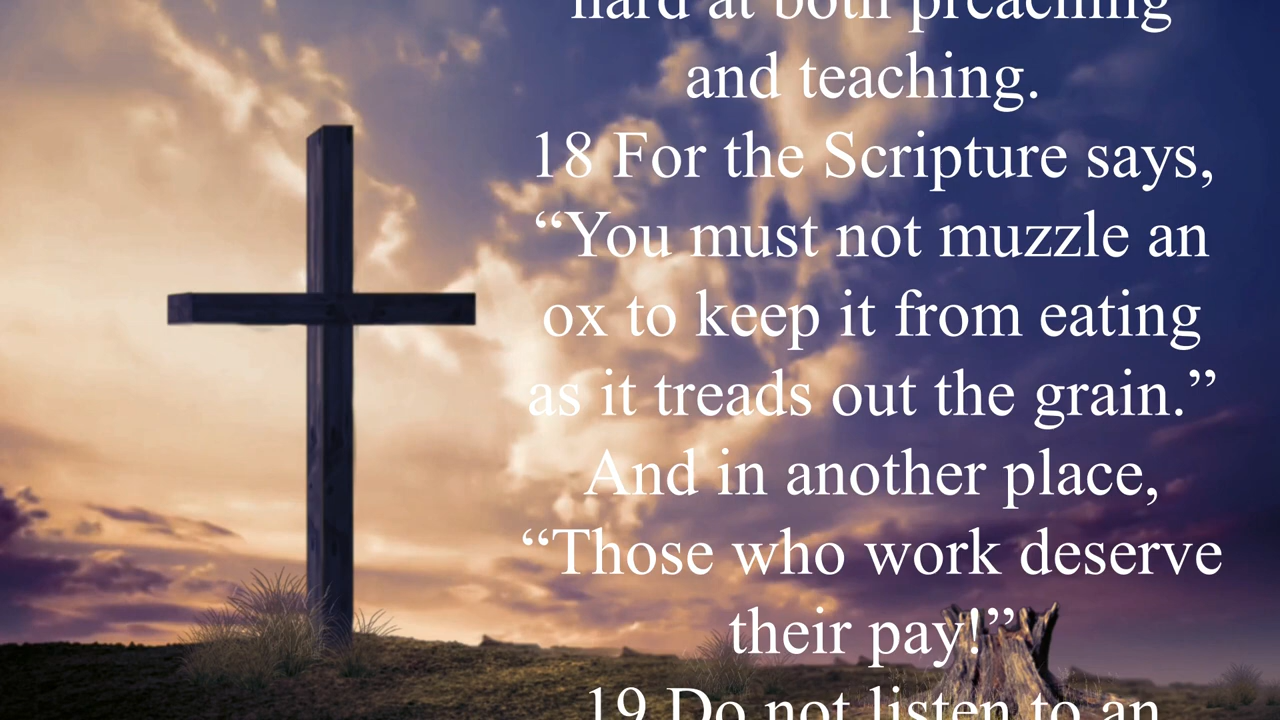 hard at both preaching
and teaching.
18 For the Scripture says,
“You must not muzzle an
ox to keep it from eating
as it treads out the grain.”
And in another place,
“Those who work deserve
their pay!”
19 Do not listen to an